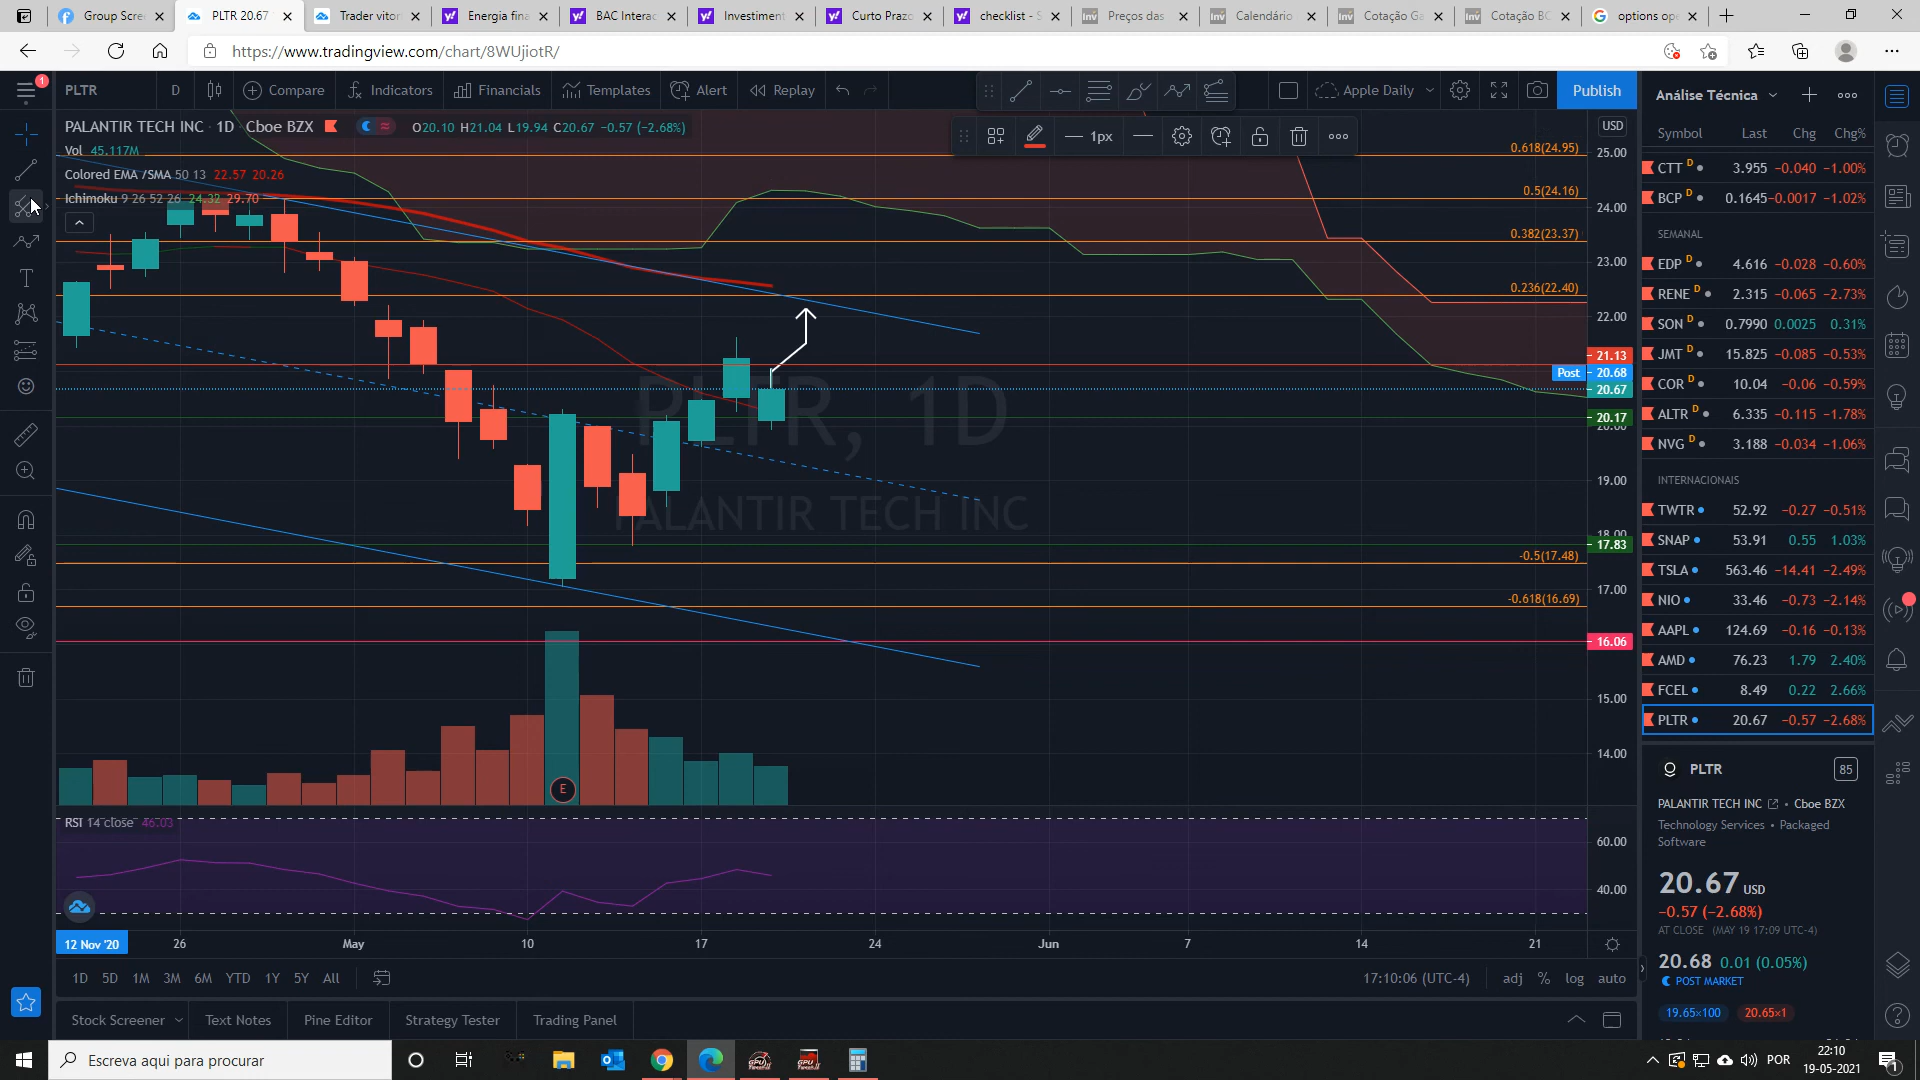 Group Scree
PLTR 20.67
Trader vitor
Energia fina
BAC Interac
Investiment
Curto Prazo
checklist - S
Preços das
Calendário
Cotação Ga
Cotação BC
options ope
https://www.tradingview.com/chart/8WUjiotR/
1
PLTR
D
Compare
Indicators
Financials
Templates
Alert
Replay
Apple Daily
Publish
PALANTIR TECH INC · 1D · Cboe BZX
O20.10 H21.04 L19.94 C20.67 −0.57 (−2.68%)
Vol 45.117M
Colored EMA /SMA 50 13 22.57 20.26
Ichimoku 9 26 52 26 24.32 29.70
1px
USD
0.618(24.95)
0.5(24.16)
0.382(23.37)
0.236(22.40)
-0.5(17.48)
-0.618(16.69)
25.00
24.00
23.00
22.00
21.13
Post 20.68
20.67
20.17
20.00
19.00
18.00
17.83
17.00
16.06
15.00
14.00
PLTR, 1D
PALANTIR TECH INC
E
RSI 14 close 46.03
60.00
40.00
12 Nov '20
26
May
10
17
24
Jun
7
14
21
1D 5D 1M 3M 6M YTD 1Y 5Y All
17:10:06 (UTC-4)
adj % log auto
Stock Screener
Text Notes
Pine Editor
Strategy Tester
Trading Panel
Análise Técnica
Symbol Last Chg Chg%
CTT D 3.955 −0.040 −1.00%
BCP D 0.1645 −0.0017 −1.02%
SEMANAL
EDP D 4.616 −0.028 −0.60%
RENE D 2.315 −0.065 −2.73%
SON D 0.7990 0.0025 0.31%
JMT D 15.825 −0.085 −0.53%
COR D 10.04 −0.06 −0.59%
ALTR D 6.335 −0.115 −1.78%
NVG D 3.188 −0.034 −1.06%
INTERNACIONAIS
TWTR 52.92 −0.27 −0.51%
SNAP 53.91 0.55 1.03%
TSLA 563.46 −14.41 −2.49%
NIO 33.46 −0.73 −2.14%
AAPL 124.69 −0.16 −0.13%
AMD 76.23 1.79 2.40%
FCEL 8.49 0.22 2.66%
PLTR 20.67 −0.57 −2.68%
PLTR
85
PALANTIR TECH INC • Cboe BZX
Technology Services • Packaged
Software
20.67 USD
−0.57 (−2.68%)
AT CLOSE (MAY 19 17:09 UTC-4)
20.68 0.01 (0.05%)
POST MARKET
19.65×100 20.65×1
Escreva aqui para procurar
POR
22:10
19-05-2021
1